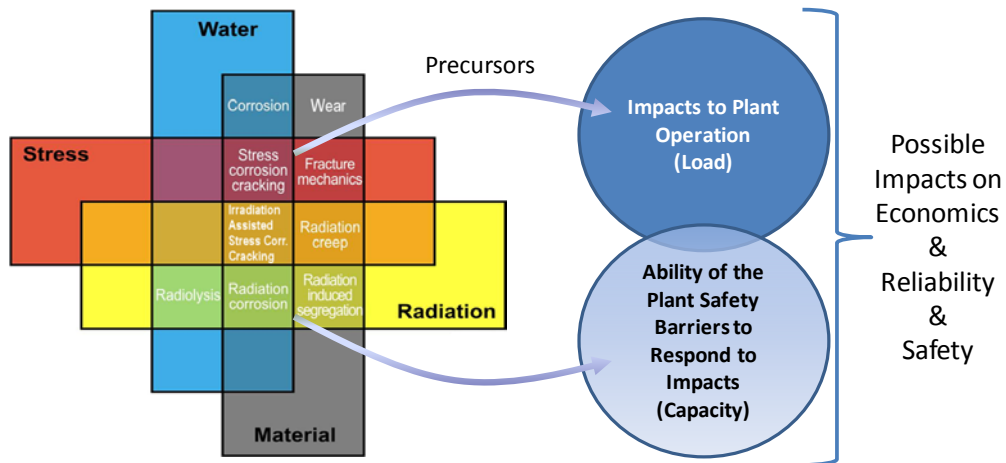 Water
Corrosion
Wear
Stress
Stress
corrosion
cracking
Fracture
mechanics
Irradiation
Assisted
Stress Corr.
Cracking
Radiation
creep
Radiolysis
Radiation
corrosion
Radiation
induced
segregation
Radiation
Material
Precursors
Impacts to Plant
Operation
(Load)
Ability of the
Plant Safety
Barriers to
Respond to
Impacts
(Capacity)
Possible
Impacts on
Economics
&
Reliability
&
Safety